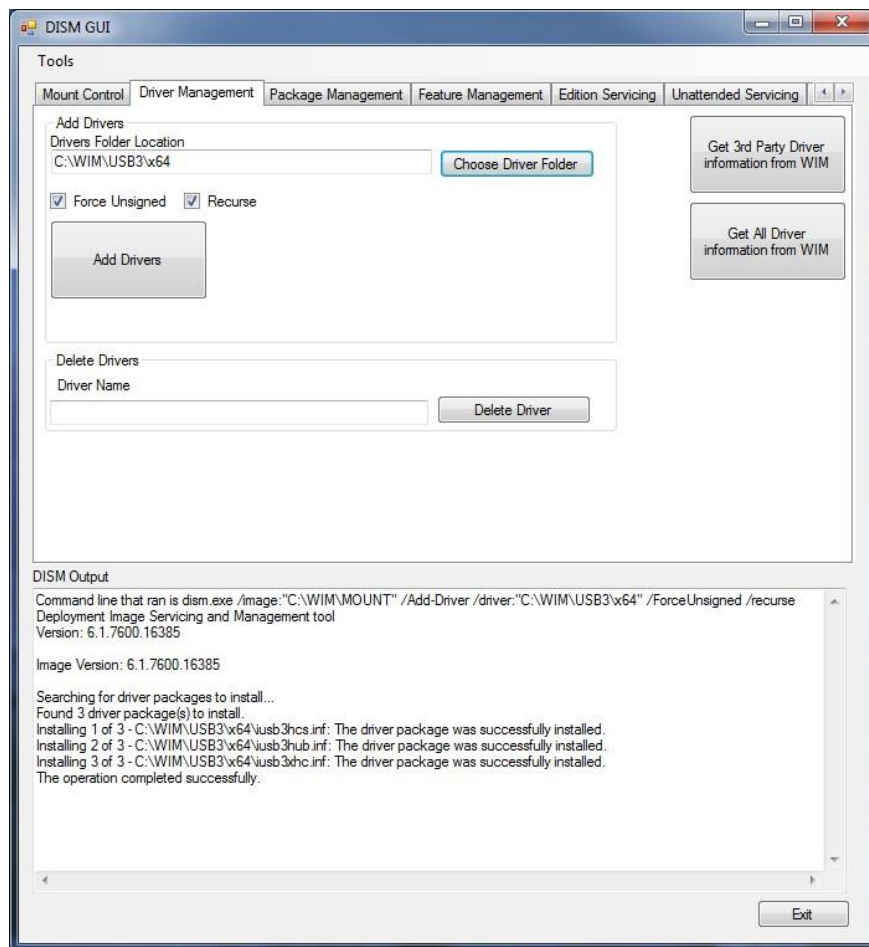 DISM GUI
Tools
Mount Control Driver Management Package Management Feature Management Edition Servicing Unattended Servicing
Add Drivers
Drivers Folder Location
C:\WIM\USB3\x64
Choose Driver Folder
Force Unsigned Recurse
Add Drivers
Get 3rd Party Driver
information from WIM
Get All Driver
information from WIM
Delete Drivers
Driver Name
Delete Driver
DISM Output
Command line that ran is dism.exe /image:"C:\WIM\MOUNT" /Add-Driver /driver:"C:\WIM\USB3\x64" /ForceUnsigned /recurse
Deployment Image Servicing and Management tool
Version: 6.1.7600.16385
Image Version: 6.1.7600.16385
Searching for driver packages to install...
Found 3 driver package(s) to install.
Installing 1 of 3 - C:\WIM\USB3\x64\iusb3hcs.inf: The driver package was successfully installed.
Installing 2 of 3 - C:\WIM\USB3\x64\iusb3hub.inf: The driver package was successfully installed.
Installing 3 of 3 - C:\WIM\USB3\x64\iusb3xhc.inf: The driver package was successfully installed.
The operation completed successfully.
Exit